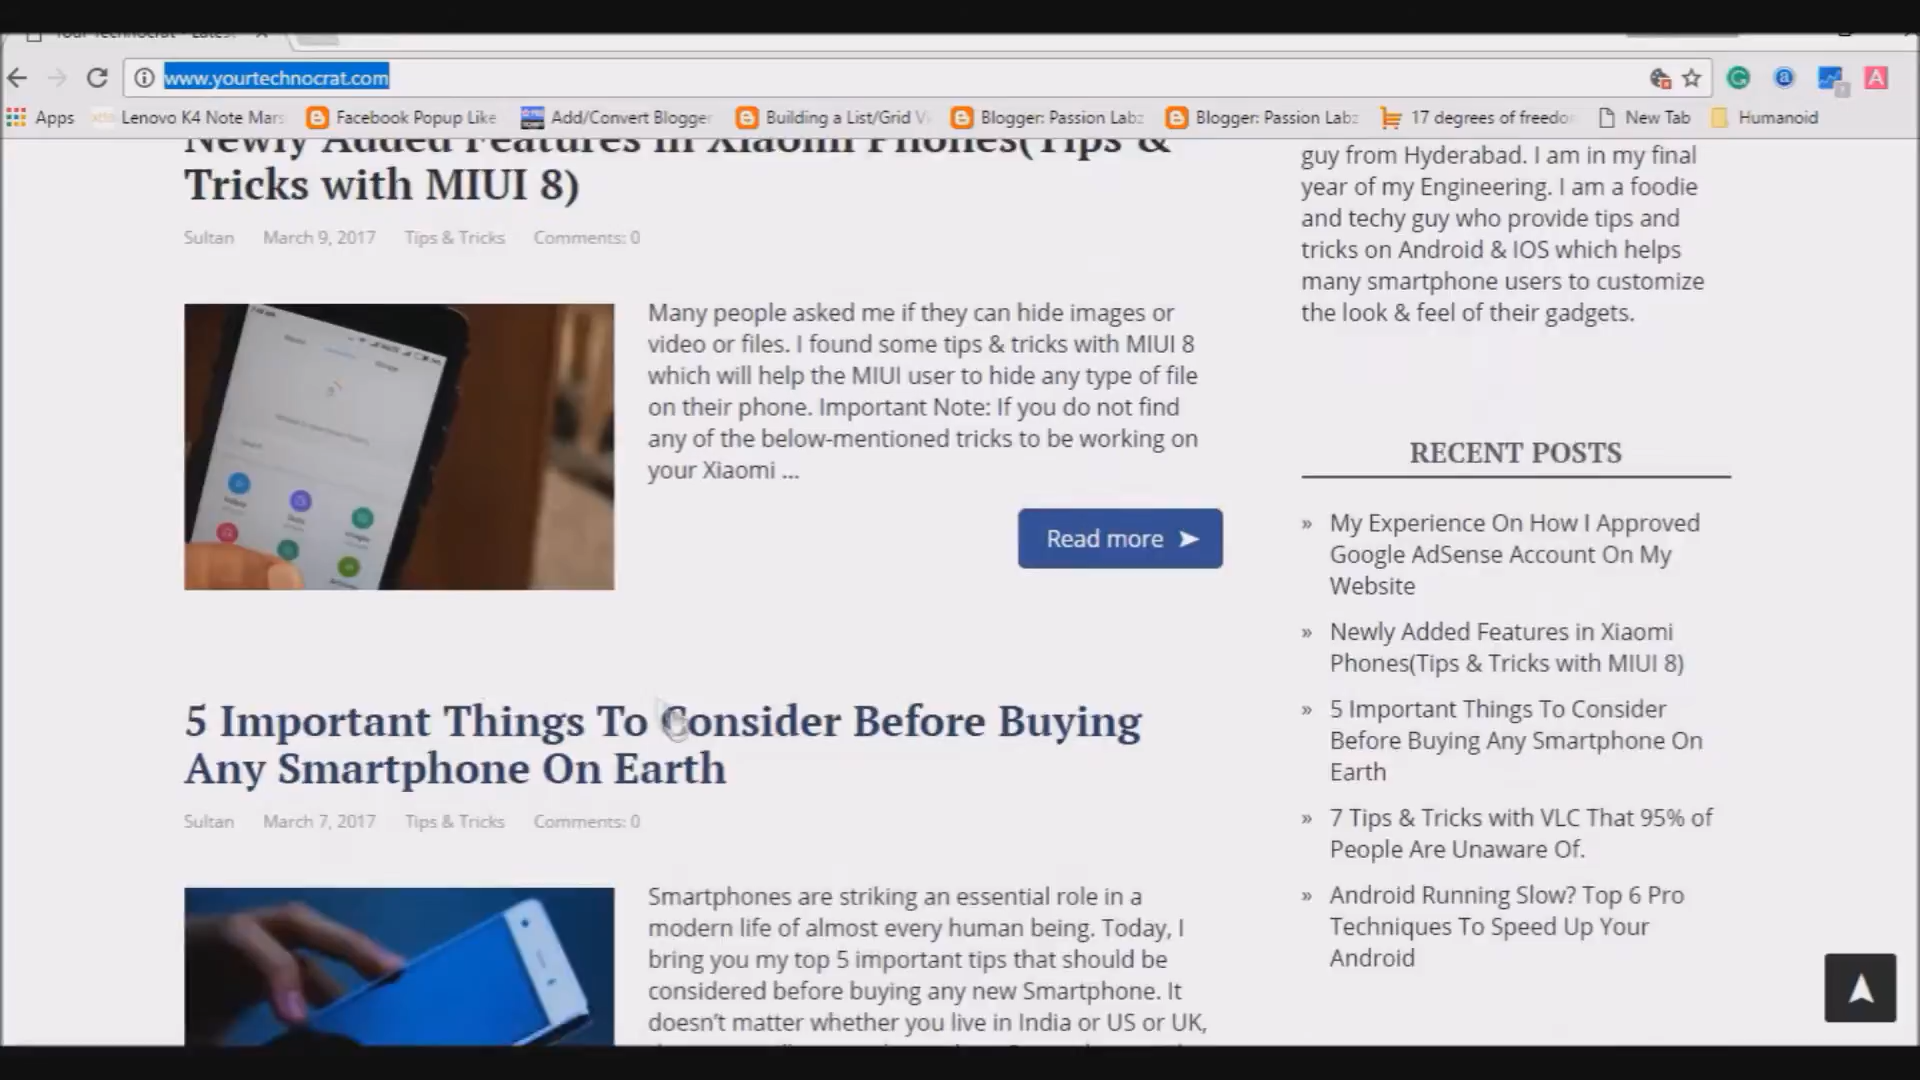 Your Technocrat - Latest
www.yourtechnocrat.com
Apps
Lenovo K4 Note Mars
Facebook Popup Like
Add/Convert Blogger
Building a List/Grid V
Blogger: Passion Labz
Blogger: Passion Labz
17 degrees of freedo
New Tab
Humanoid
Newly Added Features in Xiaomi Phones(Tips &
Tricks with MIUI 8)
Sultan March 9, 2017 Tips & Tricks Comments: 0
Many people asked me if they can hide images or
video or files. I found some tips & tricks with MIUI 8
which will help the MIUI user to hide any type of file
on their phone. Important Note: If you do not find
any of the below-mentioned tricks to be working on
your Xiaomi ...
Read more
5 Important Things To Consider Before Buying
Any Smartphone On Earth
Sultan March 7, 2017 Tips & Tricks Comments: 0
Smartphones are striking an essential role in a
modern life of almost every human being. Today, I
bring you my top 5 important tips that should be
considered before buying any new Smartphone. It
doesn't matter whether you live in India or US or UK,
guy from Hyderabad. I am in my final
year of my Engineering. I am a foodie
and techy guy who provide tips and
tricks on Android & IOS which helps
many smartphone users to customize
the look & feel of their gadgets.
RECENT POSTS
» My Experience On How I Approved
Google AdSense Account On My
Website
» Newly Added Features in Xiaomi
Phones(Tips & Tricks with MIUI 8)
» 5 Important Things To Consider
Before Buying Any Smartphone On
Earth
» 7 Tips & Tricks with VLC That 95% of
People Are Unaware Of.
» Android Running Slow? Top 6 Pro
Techniques To Speed Up Your
Android